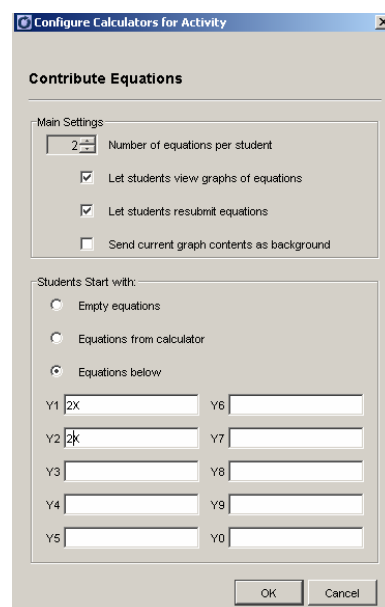 Configure Calculators for Activity
Contribute Equations
Main Settings
2 Number of equations per student
Let students view graphs of equations
Let students resubmit equations
Send current graph contents as background
Students Start with:
Empty equations
Equations from calculator
Equations below
Y1 2X Y6
Y2 2X Y7
Y3 Y8
Y4 Y9
Y5 Y0
OK Cancel